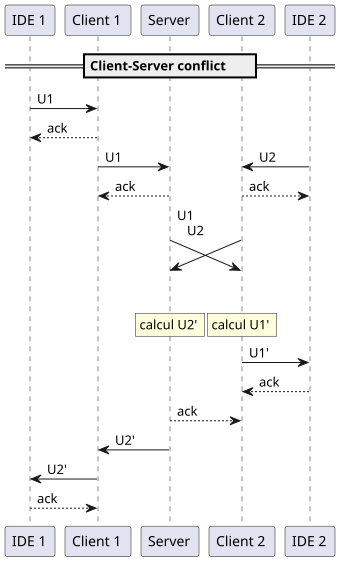 IDE 1 Client 1 Server Client 2 IDE 2
Client-Server conflict
U1
ack
U1 U2
ack ack
U1
U2
calcul U2' calcul U1'
U1'
ack
ack
U2'
U2'
ack
IDE 1 Client 1 Server Client 2 IDE 2